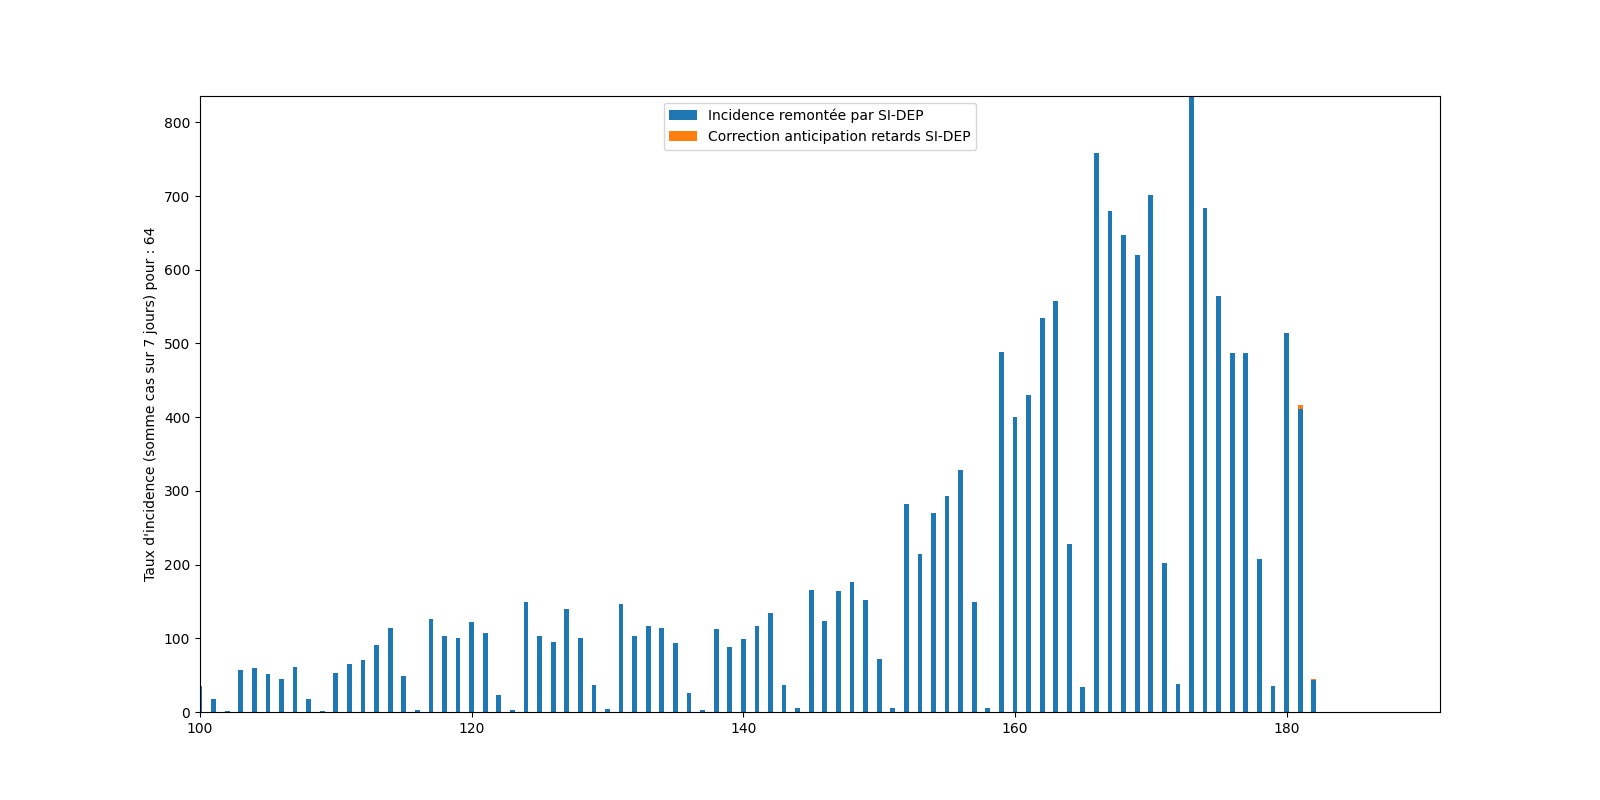 Incidence remontée par SI-DEP
Correction anticipation retards SI-DEP
Taux d'incidence (somme cas sur 7 jours) pour : 64
800
700
600
500
400
300
200
100
0
100 120 140 160 180